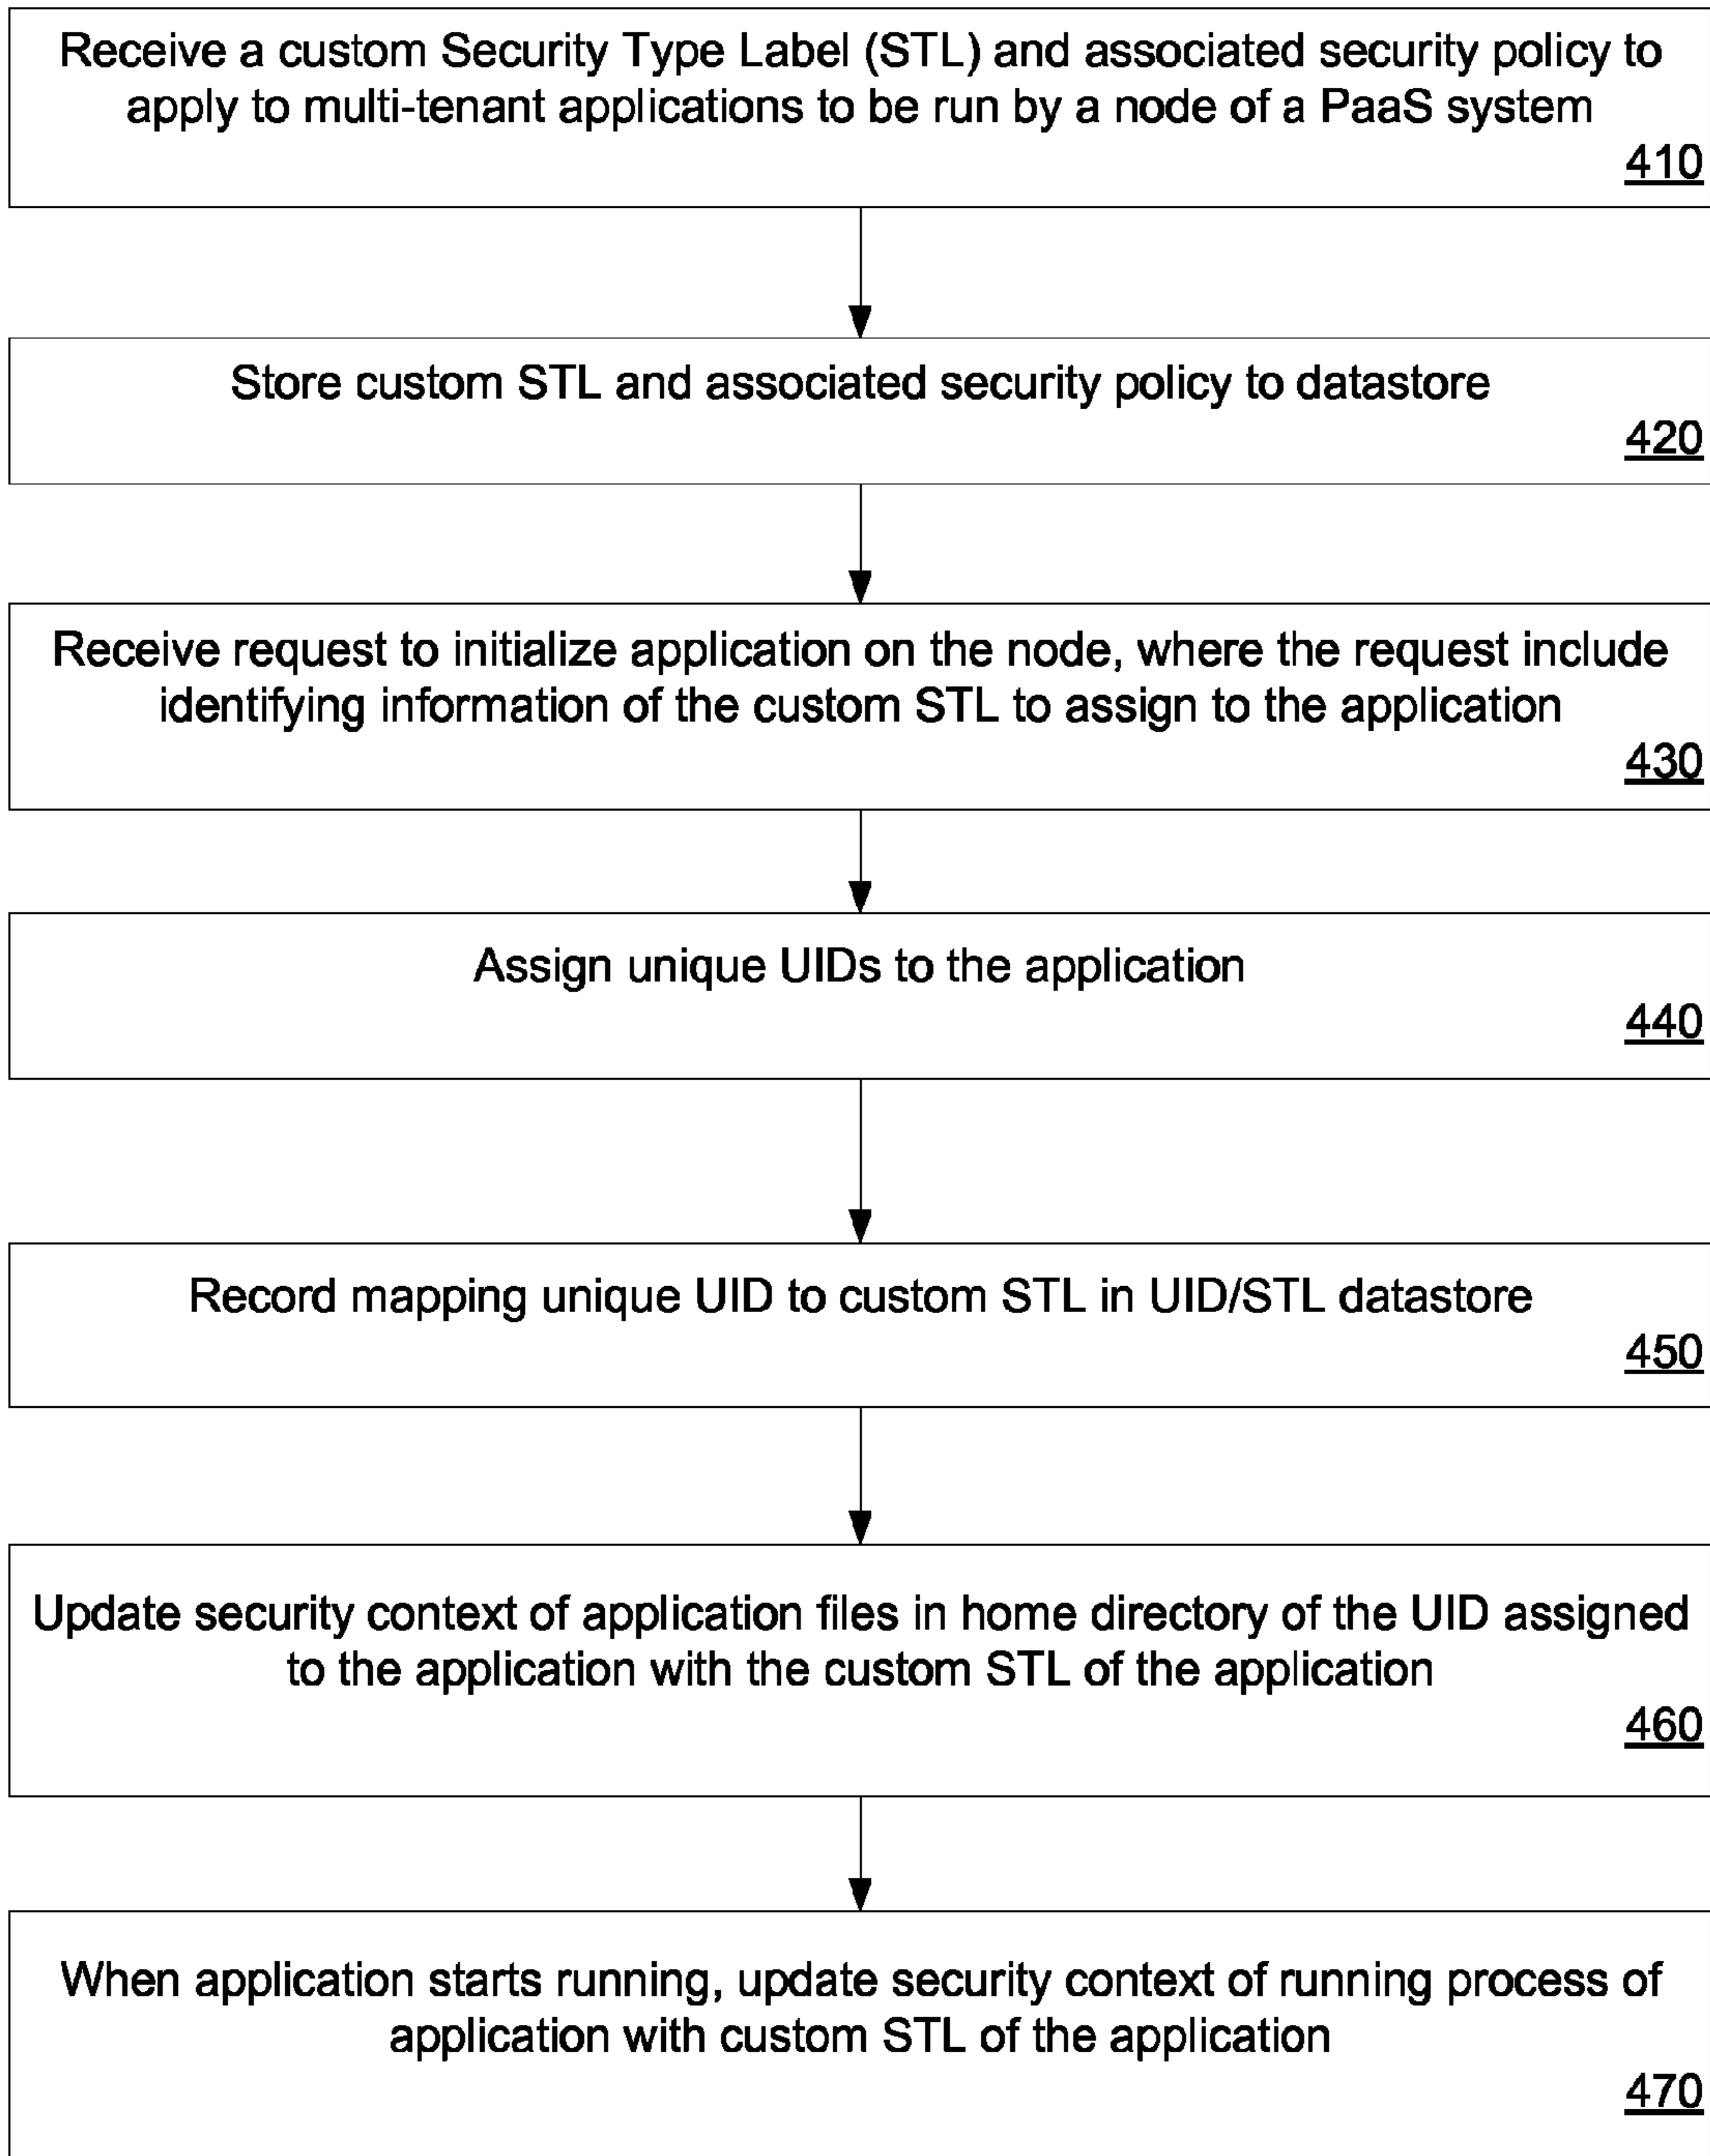 Receive a custom Security Type Label (STL) and associated security policy to
apply to multi-tenant applications to be run by a node of a PaaS system
410
Store custom STL and associated security policy to datastore
420
Receive request to initialize application on the node, where the request include
identifying information of the custom STL to assign to the application
430
Assign unique UIDs to the application
440
Record mapping unique UID to custom STL in UID/STL datastore
450
Update security context of application files in home directory of the UID assigned
to the application with the custom STL of the application
460
When application starts running, update security context of running process of
application with custom STL of the application
470